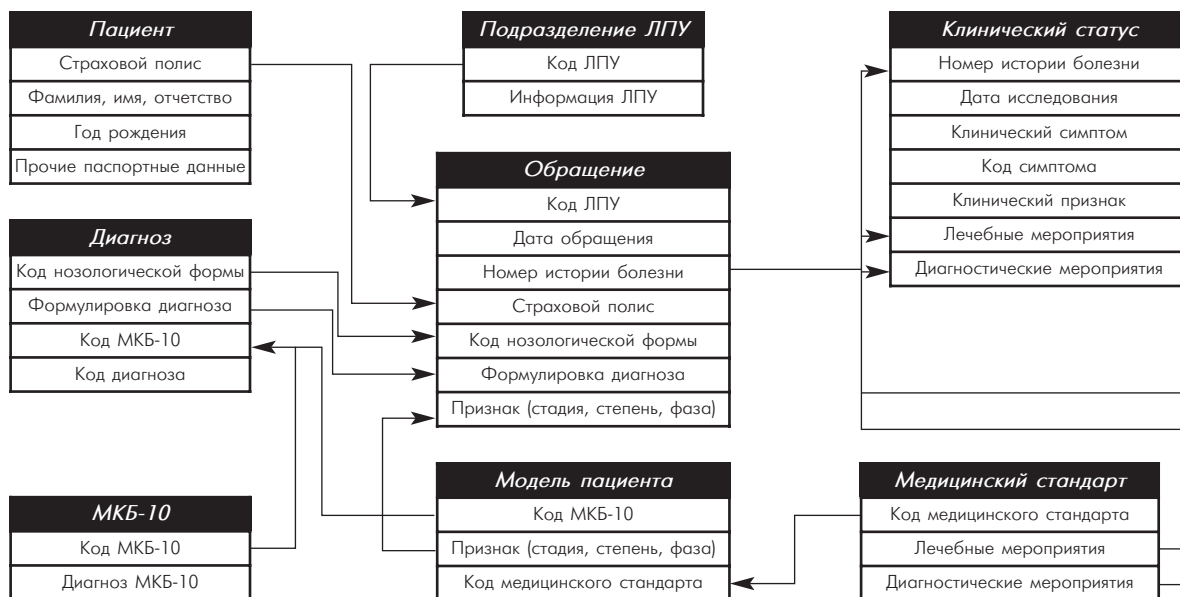 Пациент
Страховой полис
Фамилия, имя, отчетство
Год рождения
Прочие паспортные данные
Подразделение ЛПУ
Код ЛПУ
Информация ЛПУ
Клинический статус
Номер истории болезни
Дата исследования
Клинический симптом
Код симптома
Клинический признак
Лечебные мероприятия
Диагностические мероприятия
Обращение
Код ЛПУ
Дата обращения
Номер истории болезни
Страховой полис
Код нозологической формы
Формулировка диагноза
Признак (стадия, степень, фаза)
Диагноз
Код нозологической формы
Формулировка диагноза
Код МКБ-10
Код диагноза
МКБ-10
Код МКБ-10
Диагноз МКБ-10
Модель пациента
Код МКБ-10
Признак (стадия, степень, фаза)
Код медицинского стандарта
Медицинский стандарт
Код медицинского стандарта
Лечебные мероприятия
Диагностические мероприятия